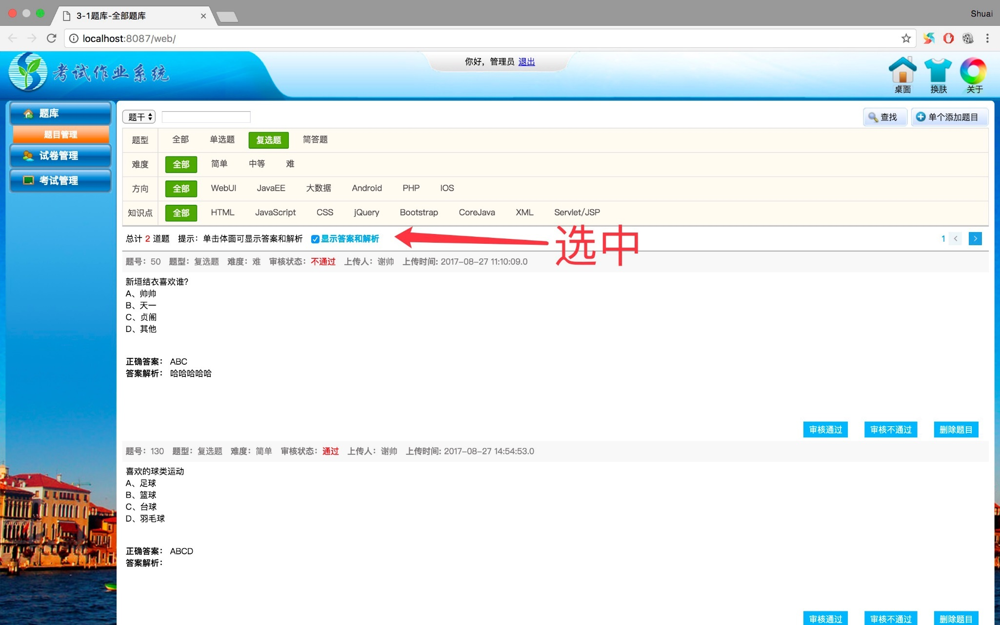 3-1题库-全部题库
Shuai
localhost:8087/web/
考试作业系统
你好，管理员 退出
桌面 换肤 关于
题库
题目管理
试卷管理
考试管理
题干
查找 单个添加题目
题型 全部 单选题 复选题 简答题
难度 全部 简单 中等 难
方向 全部 WebUI JavaEE 大数据 Android PHP IOS
知识点 全部 HTML JavaScript CSS jQuery Bootstrap CoreJava XML Servlet/JSP
总计 2 道题 提示：单击体面可显示答案和解析 显示答案和解析 1 < >
选中
题号：50 题型：复选题 难度：难 审核状态：不通过 上传人：谢帅 上传时间: 2017-08-27 11:10:09.0
新垣结衣喜欢谁?
A、帅帅
B、天一
C、贞阁
D、其他
正确答案： ABC
答案解析： 哈哈哈哈哈
审核通过 审核不通过 删除题目
题号：130 题型：复选题 难度：简单 审核状态：通过 上传人：谢帅 上传时间: 2017-08-27 14:54:53.0
喜欢的球类运动
A、足球
B、篮球
C、台球
D、羽毛球
正确答案： ABCD
答案解析：
审核通过 审核不通过 删除题目